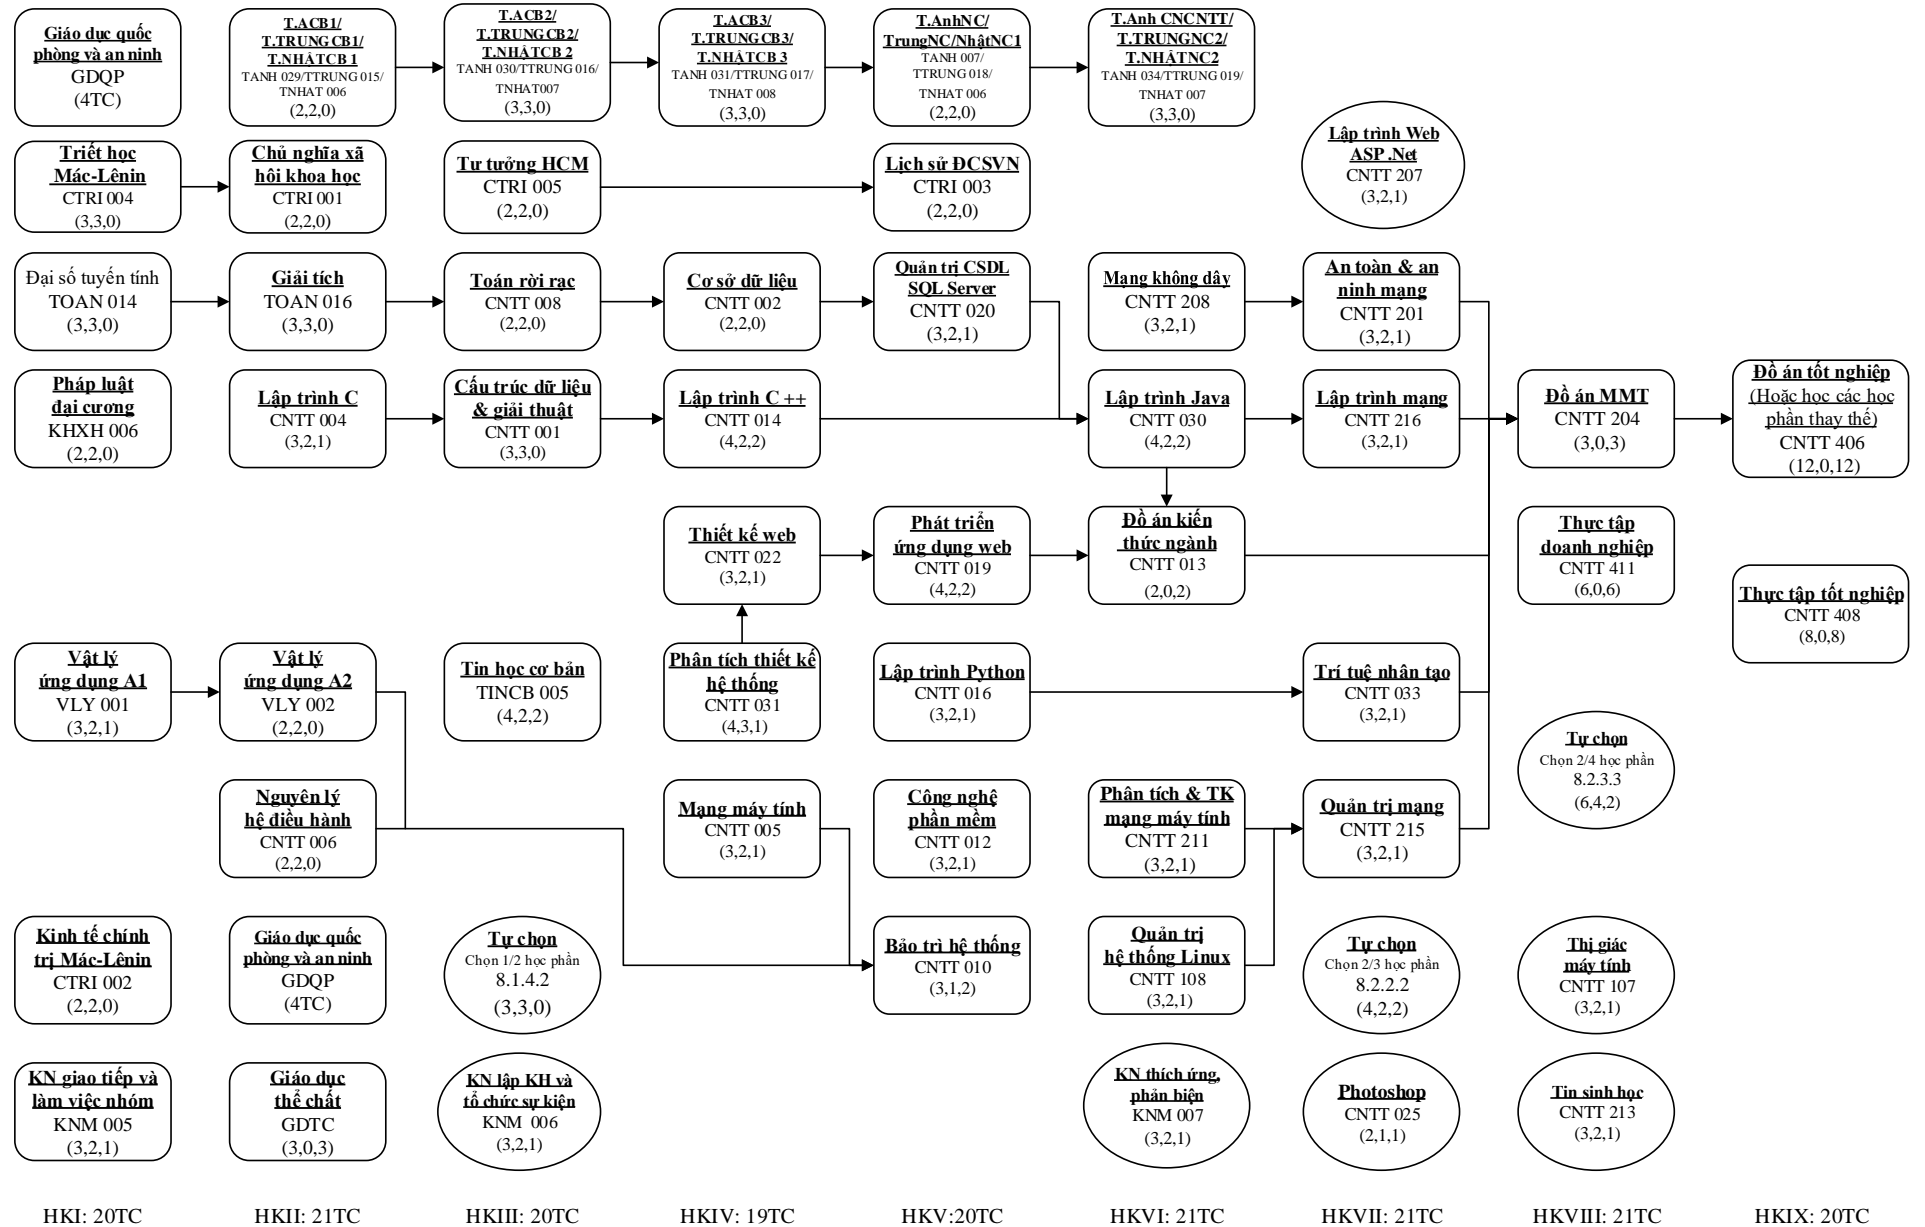 Giáo dục quốc
phòng và an ninh
GDQP
(4TC)
T.ACB1/
T.TRUNGCB1/
T.NHẬTCB1
TANH 029/TTRUNG 015/
TNHAT 006
(2,2,0)
T.ACB2/
T.TRUNGCB2/
T.NHẬTCB 2
TANH 030/TTRUNG 016/
TNHAT007
(3,3,0)
T.ACB3/
T.TRUNGCB3/
T.NHẬTCB 3
TANH 031/TTRUNG 017/
TNHAT 008
(3,3,0)
T.AnhNC/
TrungNC/NhậtNC1
TANH 007/
TTRUNG 018/
TNHAT 006
(2,2,0)
T.Anh CNCNTT/
T.TRUNGNC2/
T.NHẬTNC2
TANH 034/TTRUNG 019/
TNHAT 007
(3,3,0)
Triết học
Mác-Lênin
CTRI 004
(3,3,0)
Chủ nghĩa xã
hội khoa học
CTRI 001
(2,2,0)
Tư tưởng HCM
CTRI 005
(2,2,0)
Lịch sử ĐCSVN
CTRI 003
(2,2,0)
Lập trình Web
ASP.Net
CNTT 207
(3,2,1)
Đại số tuyến tính
TOAN 014
(3,3,0)
Giải tích
TOAN 016
(3,3,0)
Toán rời rạc
CNTT 008
(2,2,0)
Cơ sở dữ liệu
CNTT 002
(2,2,0)
Quản trị CSDL
SQL Server
CNTT 020
(3,2,1)
Mạng không dây
CNTT 208
(3,2,1)
An toàn & an
ninh mạng
CNTT 201
(3,2,1)
Pháp luật
đại cương
KHXH 006
(2,2,0)
Lập trình C
CNTT 004
(3,2,1)
Cấu trúc dữ liệu
& giải thuật
CNTT 001
(3,3,0)
Lập trình C ++
CNTT 014
(4,2,2)
Lập trình Java
CNTT 030
(4,2,2)
Lập trình mạng
CNTT 216
(3,2,1)
Đồ án MMT
CNTT 204
(3,0,3)
Đồ án tốt nghiệp
(Hoặc học các học
phần thay thế)
CNTT 406
(12,0,12)
Thiết kế web
CNTT 022
(3,2,1)
Phát triển
ứng dụng web
CNTT 019
(4,2,2)
Đồ án kiến
thức ngành
CNTT 013
(2,0,2)
Thực tập
doanh nghiệp
CNTT 411
(6,0,6)
Thực tập tốt nghiệp
CNTT 408
(8,0,8)
Vật lý
ứng dụng A1
VLY 001
(3,2,1)
Vật lý
ứng dụng A2
VLY 002
(2,2,0)
Tin học cơ bản
TINCB 005
(4,2,2)
Phân tích thiết kế
hệ thống
CNTT 031
(4,3,1)
Lập trình Python
CNTT 016
(3,2,1)
Trí tuệ nhân tạo
CNTT 033
(3,2,1)
Tự chọn
Chọn 2/4 học phần
8.2.3.3
(6,4,2)
Nguyên lý
hệ điều hành
CNTT 006
(2,2,0)
Mạng máy tính
CNTT 005
(3,2,1)
Công nghệ
phần mềm
CNTT 012
(3,2,1)
Phân tích & TK
mạng máy tính
CNTT 211
(3,2,1)
Quản trị mạng
CNTT 215
(3,2,1)
Kinh tế chính
trị Mác-Lênin
CTRI 002
(2,2,0)
Giáo dục quốc
phòng và an ninh
GDQP
(4TC)
Tự chọn
Chọn 1/2 học phần
8.1.4.2
(3,3,0)
Bảo trì hệ thống
CNTT 010
(3,1,2)
Quản trị
hệ thống Linux
CNTT 108
(3,2,1)
Tự chọn
Chọn 2/3 học phần
8.2.2.2
(4,2,2)
Thị giác
máy tính
CNTT 107
(3,2,1)
KN giao tiếp và
làm việc nhóm
KNM 005
(3,2,1)
Giáo dục
thể chất
GDTC
(3,0,3)
KN lập KH và
tổ chức sự kiện
KNM 006
(3,2,1)
KN thích ứng,
phản biện
KNM 007
(3,2,1)
Photoshop
CNTT 025
(2,1,1)
Tin sinh học
CNTT 213
(3,2,1)
HKI: 20TC
HKII: 21TC
HKIII: 20TC
HKIV: 19TC
HKV:20TC
HKVI: 21TC
HKVII: 21TC
HKVIII: 21TC
HKIX: 20TC